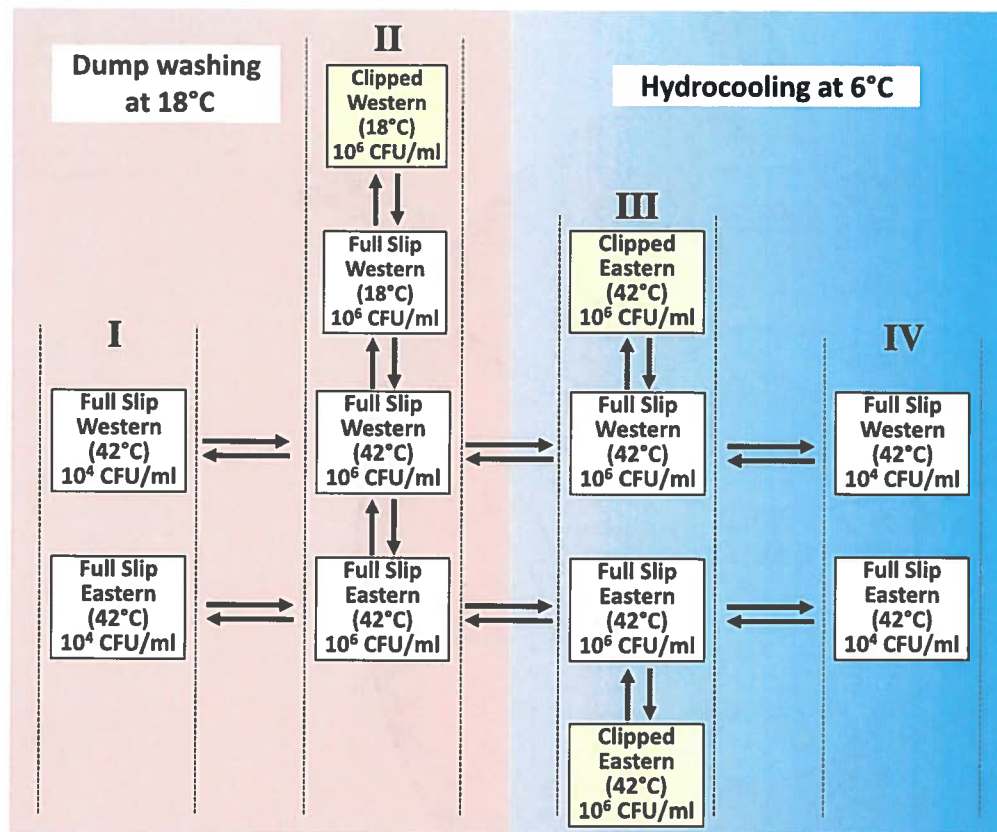 Dump washing
at 18°C
Hydrocooling at 6°C
I
Full Slip
Western
(42°C)
10⁴ CFU/ml
Full Slip
Eastern
(42°C)
10⁴ CFU/ml
II
Clipped
Western
(18°C)
10⁶ CFU/ml
Full Slip
Western
(18°C)
10⁶ CFU/ml
Full Slip
Western
(42°C)
10⁶ CFU/ml
Full Slip
Eastern
(42°C)
10⁶ CFU/ml
III
Clipped
Eastern
(42°C)
10⁶ CFU/ml
Full Slip
Western
(42°C)
10⁶ CFU/ml
Full Slip
Eastern
(42°C)
10⁶ CFU/ml
Clipped
Eastern
(42°C)
10⁶ CFU/ml
IV
Full Slip
Western
(42°C)
10⁴ CFU/ml
Full Slip
Eastern
(42°C)
10⁴ CFU/ml